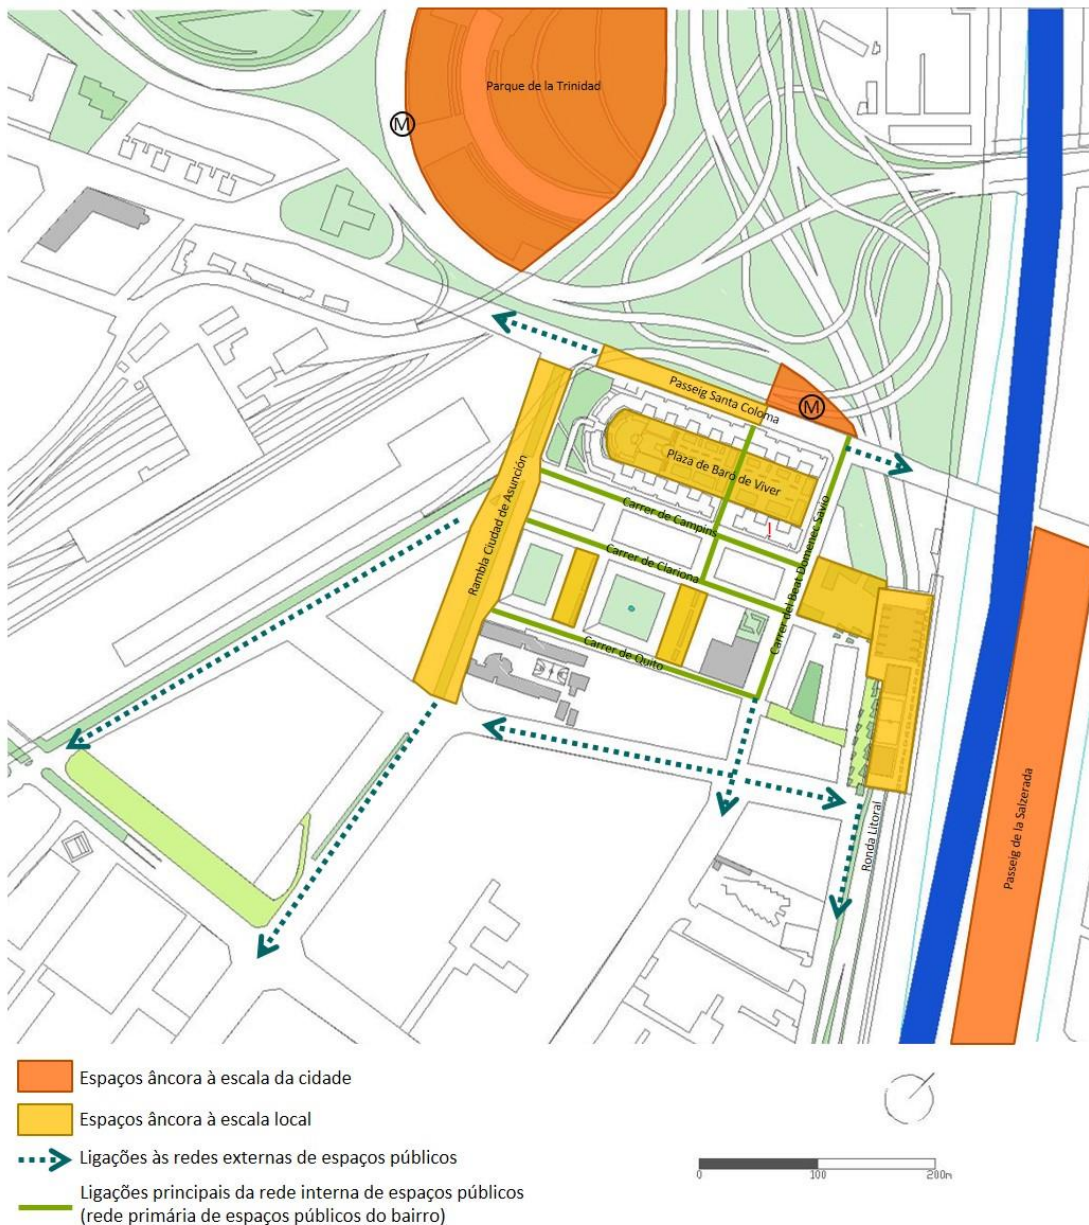 Parque de la Trinidad
M
Passeig Santa Coloma
M
Plaza de Baró de Viver
Rambla Ciudad de Asunción
Carrer de Campins
Carrer de Clariona
Carrer del Beat Domenec Savio
Carrer de Quito
Ronda Litoral
Passeig de la Salzerada
Espaços âncora à escala da cidade
Espaços âncora à escala local
Ligações às redes externas de espaços públicos
Ligações principais da rede interna de espaços públicos
(rede primária de espaços públicos do bairro)
0 100 200m